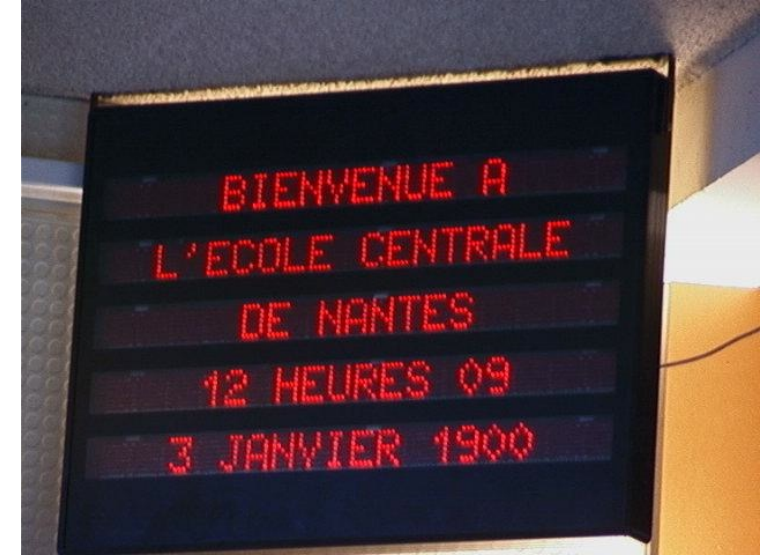 BIENVENUE A
L'ECOLE CENTRALE
DE NANTES
12 HEURES 09
3 JANVIER 1900